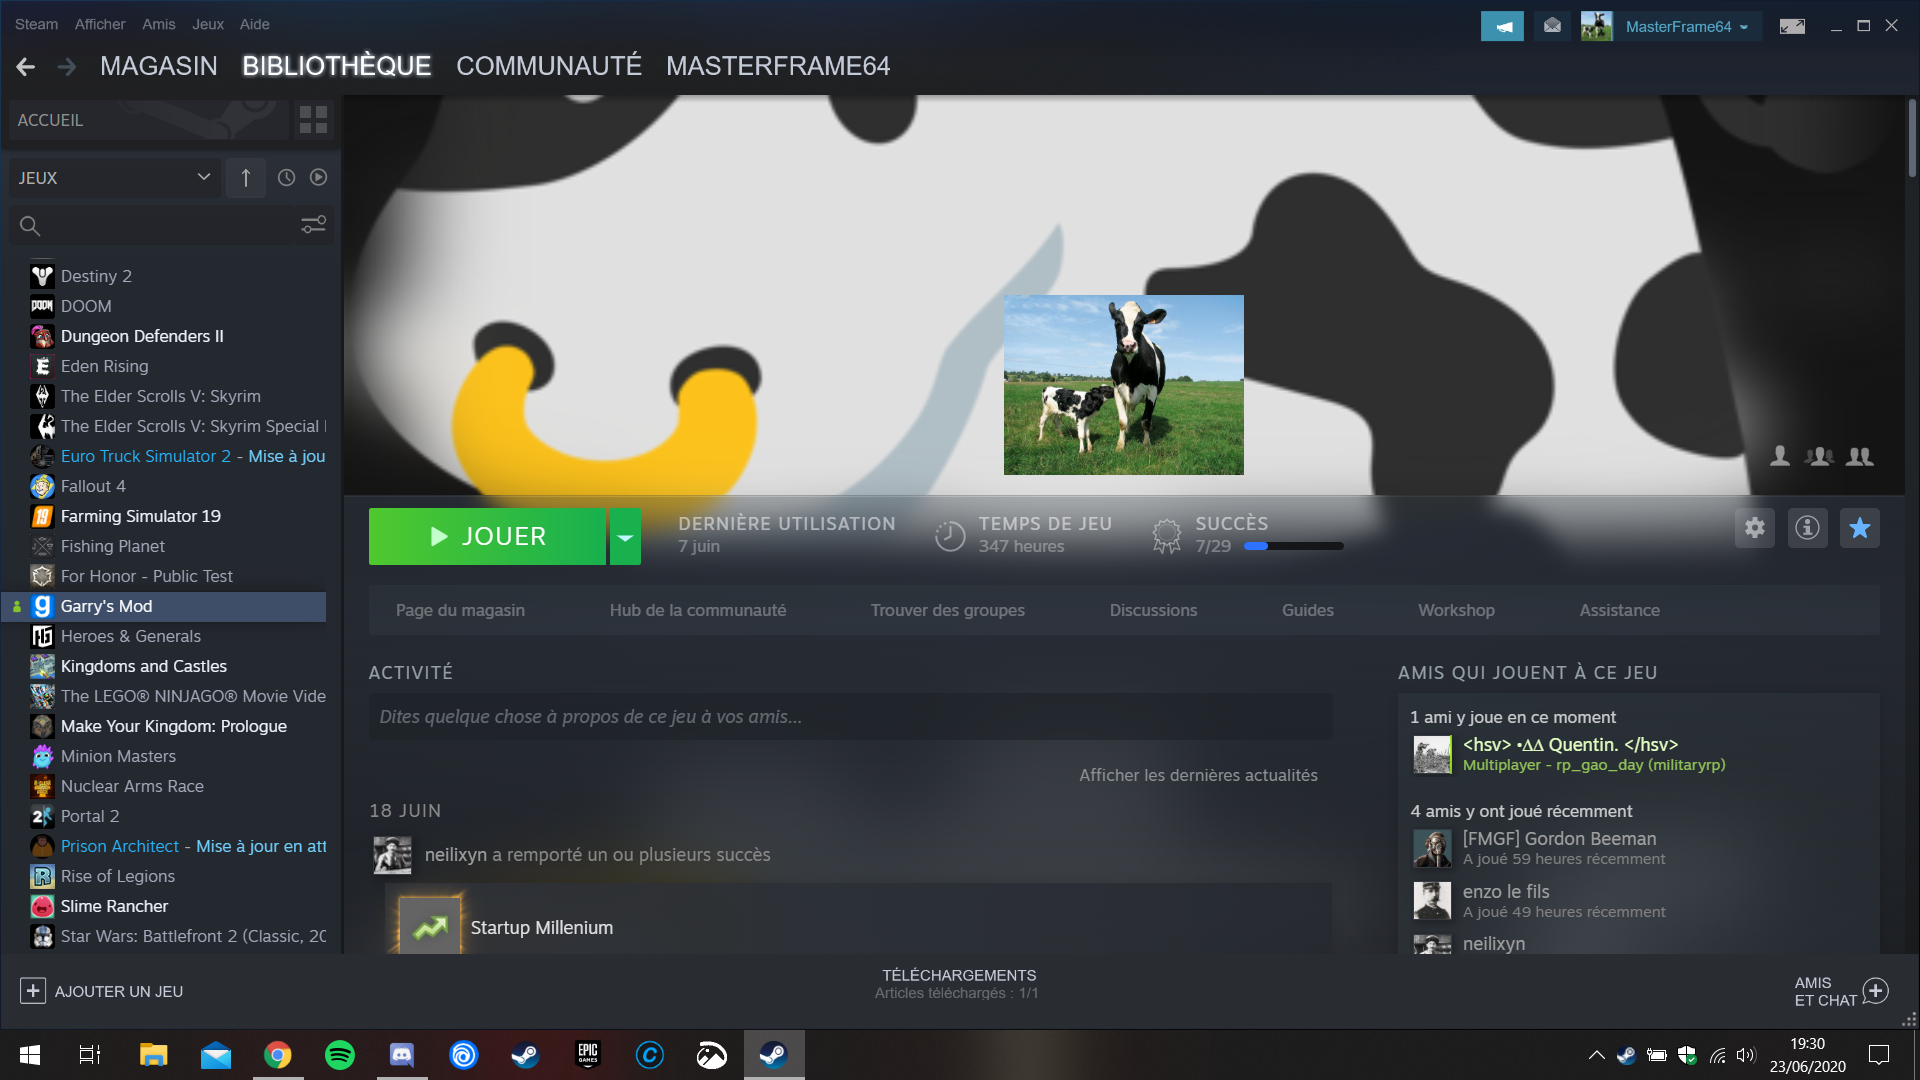 Steam Afficher Amis Jeux Aide
MasterFrame64
MAGASIN BIBLIOTHÈQUE COMMUNAUTÉ MASTERFRAME64
ACCUEIL
JEUX
Destiny 2
DOOM
Dungeon Defenders II
Eden Rising
The Elder Scrolls V: Skyrim
The Elder Scrolls V: Skyrim Special
Euro Truck Simulator 2 - Mise à jou
Fallout 4
Farming Simulator 19
Fishing Planet
For Honor - Public Test
Garry's Mod
Heroes & Generals
Kingdoms and Castles
The LEGO® NINJAGO® Movie Vide
Make Your Kingdom: Prologue
Minion Masters
Nuclear Arms Race
Portal 2
Prison Architect - Mise à jour en att
Rise of Legions
Slime Rancher
Star Wars: Battlefront 2 (Classic, 20
AJOUTER UN JEU
JOUER
DERNIÈRE UTILISATION
7 juin
TEMPS DE JEU
347 heures
SUCCÈS
7/29
Page du magasin Hub de la communauté Trouver des groupes Discussions Guides Workshop Assistance
ACTIVITÉ
Dites quelque chose à propos de ce jeu à vos amis...
Afficher les dernières actualités
18 JUIN
neilixyn a remporté un ou plusieurs succès
Startup Millenium
AMIS QUI JOUENT À CE JEU
1 ami y joue en ce moment
<hsv> •ΔΔ Quentin. </hsv>
Multiplayer - rp_gao_day (militaryrp)
4 amis y ont joué récemment
[FMGF] Gordon Beeman
A joué 59 heures récemment
enzo le fils
A joué 49 heures récemment
neilixyn
TÉLÉCHARGEMENTS
Articles téléchargés : 1/1
AMIS
ET CHAT
EPIC
GAMES
19:30
23/06/2020